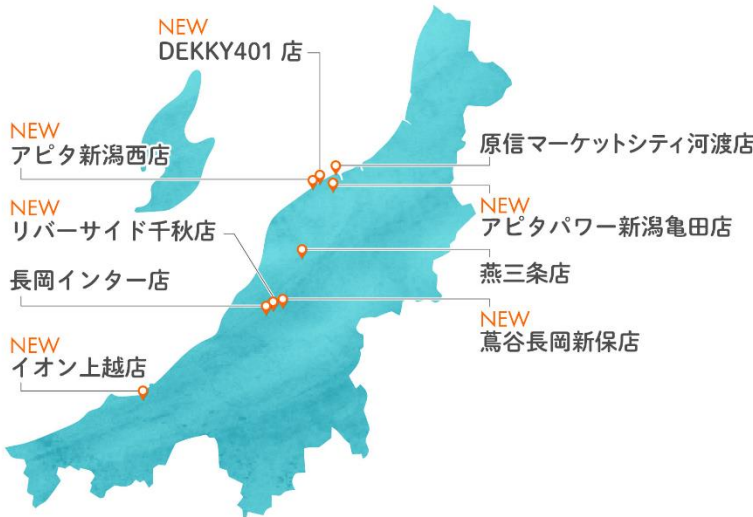 NEW
DEKKY401 店
NEW
アピタ新潟西店
原信マーケットシティ河渡店
NEW
リバーサイド千秋店
NEW
アピタパワー新潟亀田店
長岡インター店
燕三条店
NEW
蔦谷長岡新保店
NEW
イオン上越店